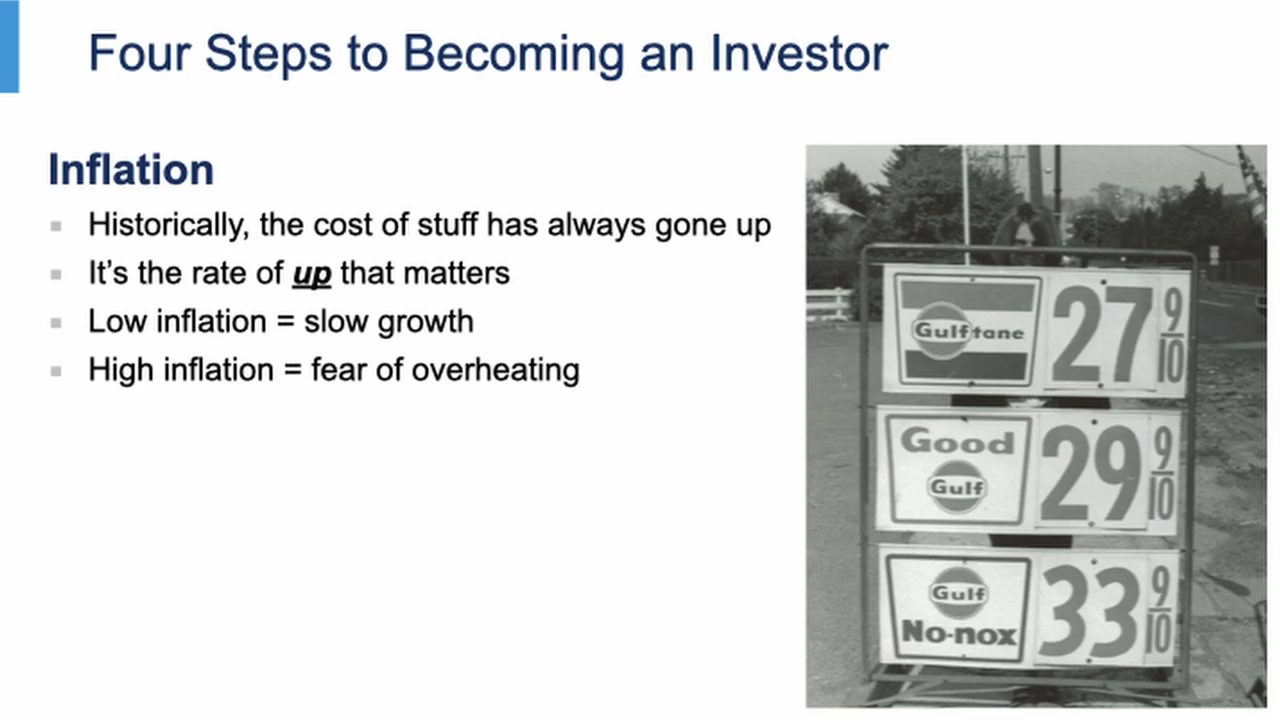 Four Steps to Becoming an Investor
Inflation
Historically, the cost of stuff has always gone up
It’s the rate of up that matters
Low inflation = slow growth
High inflation = fear of overheating
Gulftane 27 9/10
Good Gulf 29 9/10
Gulf No-nox 33 9/10